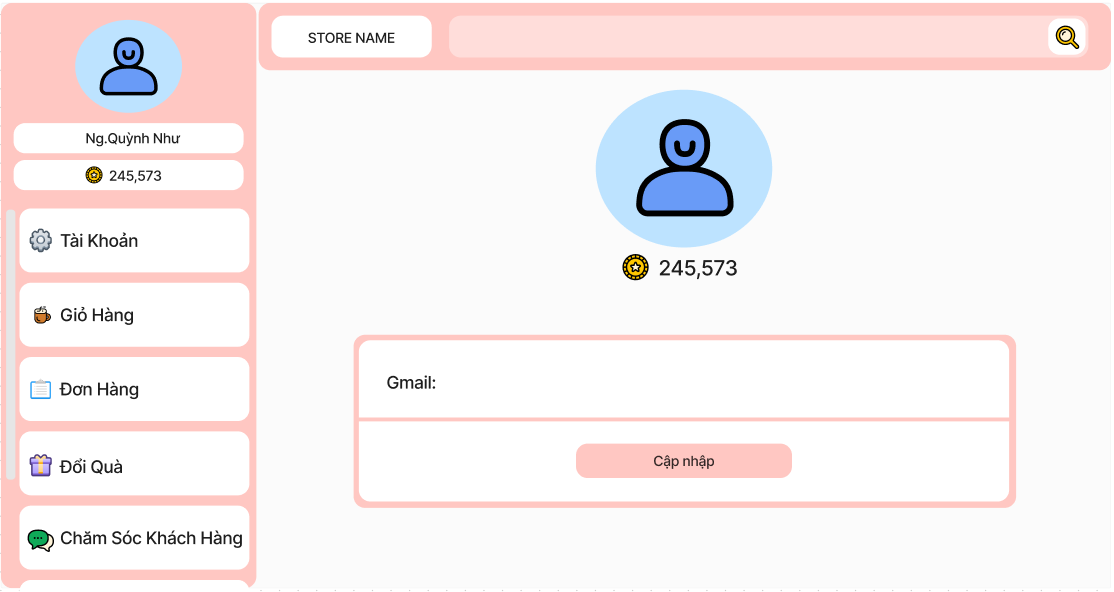 STORE NAME
Ng.Quỳnh Như
245,573
Tài Khoản
Giỏ Hàng
Đơn Hàng
Đổi Quà
Chăm Sóc Khách Hàng
245,573
Gmail:
Cập nhập